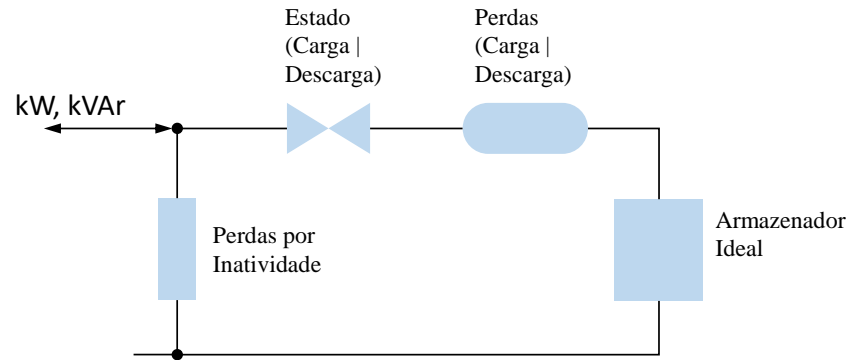 Estado
(Carga |
Descarga)
Perdas
(Carga |
Descarga)
kW, kVAr
Perdas por
Inatividade
Armazenador
Ideal